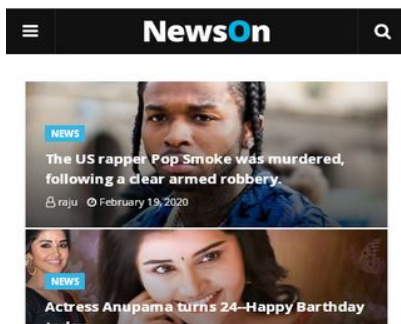 NewsOn
NEWS
The US rapper Pop Smoke was murdered,
following a clear armed robbery.
raju February 19, 2020
NEWS
Actress Anupama turns 24–Happy Barthday